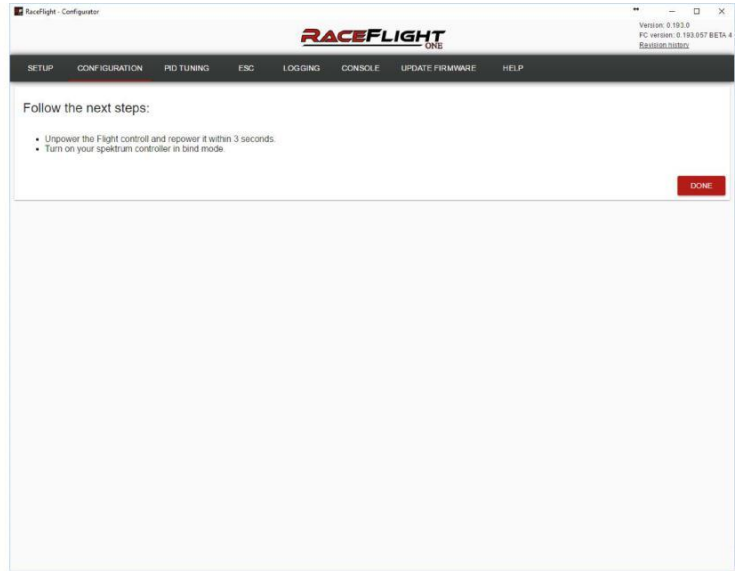 RaceFlight - Configurator
RACEFLIGHT
ONE
Version: 0.193.0
FC version: 0.193.057 BETA 4
Revision history
SETUP CONFIGURATION PID TUNING ESC LOGGING CONSOLE UPDATE FIRMWARE HELP
Follow the next steps:
Unpower the Flight controll and repower it within 3 seconds.
Turn on your spektrum controller in bind mode.
DONE